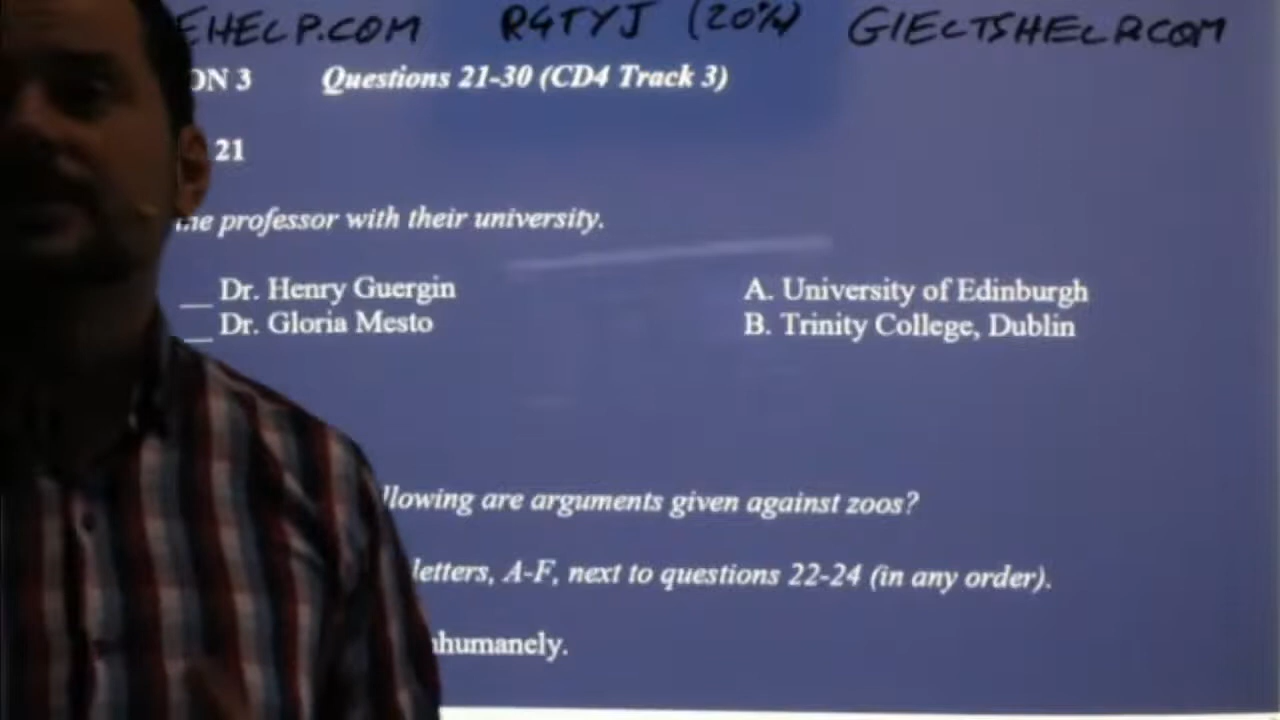 EHELP.COM R4TYJ (20%) GIELTSHELP.COM
ON 3 Questions 21-30 (CD4 Track 3)
21
the professor with their university.
__ Dr. Henry Guergin A. University of Edinburgh
__ Dr. Gloria Mesto B. Trinity College, Dublin
llowing are arguments given against zoos?
letters, A-F, next to questions 22-24 (in any order).
nhumanely.